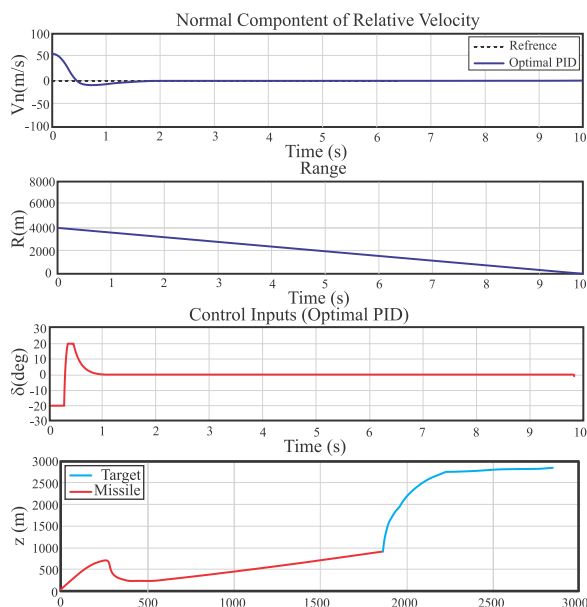 Normal Compontent of Relative Velocity
100
50
0
-50
-100
Vn(m/s)
Refrence
Optimal PID
0 1 2 3 4 5 6 7 8 9 10
Time (s)
Range
8000
6000
4000
2000
0
R(m)
0 1 2 3 4 5 6 7 8 9 10
Time (s)
Control Inputs (Optimal PID)
30
20
10
0
-10
-20
-30
δ(deg)
0 1 2 3 4 5 6 7 8 9 10
Time (s)
3000
2500
2000
1500
1000
500
0
z (m)
Target
Missile
0 500 1000 1500 2000 2500 3000